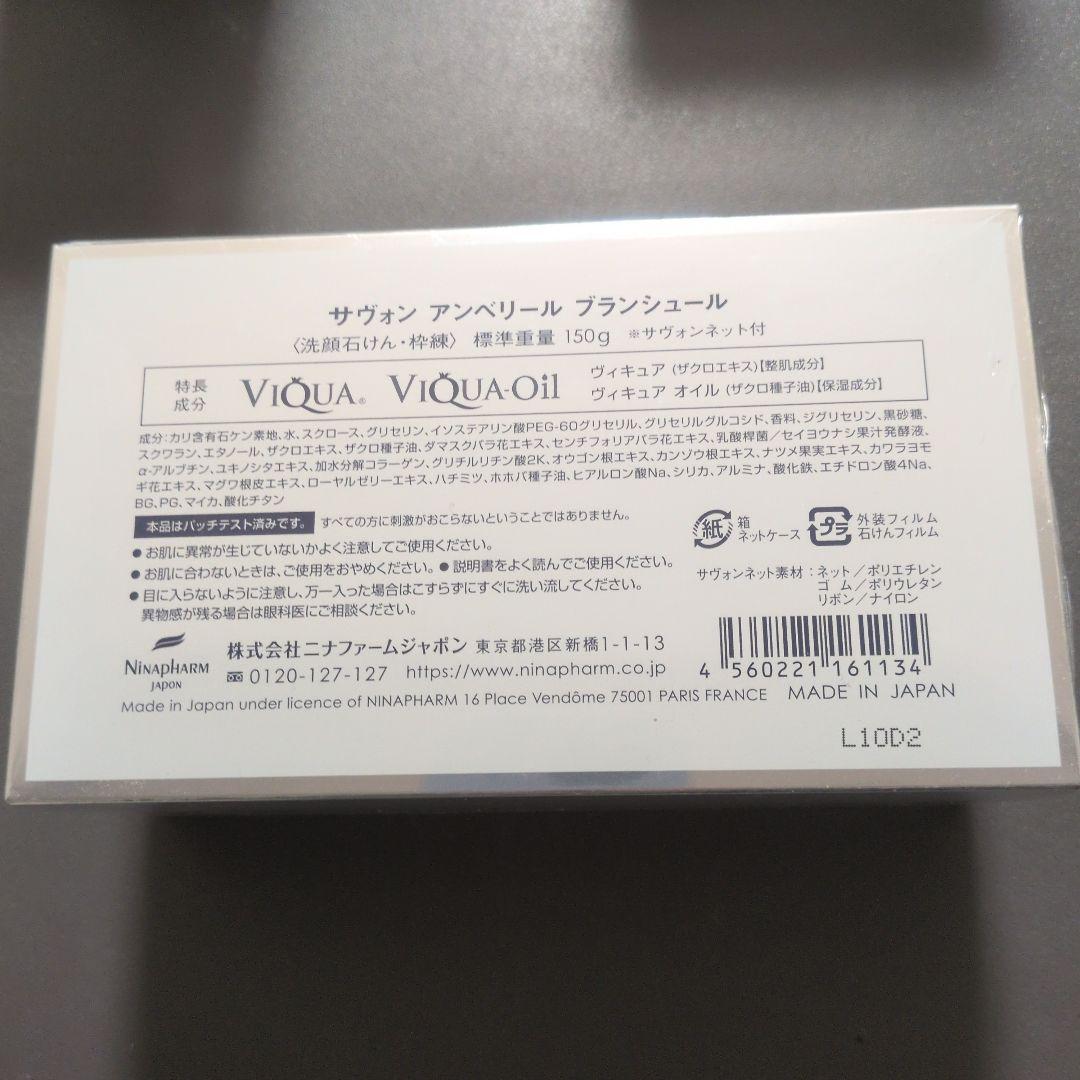 サヴォン アンベリール ブランシュール
〈洗顔石けん・枠練〉 標準重量 150g ※サヴォンネット付
特長成分 VIQUA® VIQUA-Oil
ヴィキュア (ザクロエキス)【整肌成分】
ヴィキュア オイル (ザクロ種子油)【保湿成分】
成分:カリ含有石ケン素地、水、スクロース、グリセリン、イソステアリン酸PEG-60グリセリル、グリセリルグルコシド、香料、ジグリセリン、黒砂糖、
スクワラン、エタノール、ザクロエキス、ザクロ種子油、ダマスクバラ花エキス、センチフォリアバラ花エキス、乳酸桿菌/セイヨウナシ果汁発酵液、
α-アルブチン、ユキノシタエキス、加水分解コラーゲン、グリチルリチン酸2K、オウゴン根エキス、カンゾウ根エキス、ナツメ果実エキス、カワラヨモ
ギ花エキス、マグワ根皮エキス、ローヤルゼリーエキス、ハチミツ、ホホバ種子油、ヒアルロン酸Na、シリカ、アルミナ、酸化鉄、エチドロン酸4Na、
BG、PG、マイカ、酸化チタン
本品はパッチテスト済みです。 すべての方に刺激がおこらないということではありません。
● お肌に異常が生じていないかよく注意してご使用ください。
● お肌に合わないときは、ご使用をおやめください。 ● 説明書をよく読んでご使用ください。
● 目に入らないように注意し、万一入った場合はこすらずにすぐに洗い流してください。
異物感が残る場合は眼科医にご相談ください。
紙 箱 ネットケース
プラ 外装フィルム 石けんフィルム
サヴォンネット素材:ネット/ポリエチレン
ゴム/ポリウレタン
リボン/ナイロン
NINAPHARM
JAPON
株式会社ニナファームジャポン 東京都港区新橋1-1-13
0120-127-127 https://www.ninapharm.co.jp
4 560221 161134
Made in Japan under licence of NINAPHARM 16 Place Vendôme 75001 PARIS FRANCE MADE IN JAPAN
L10D2